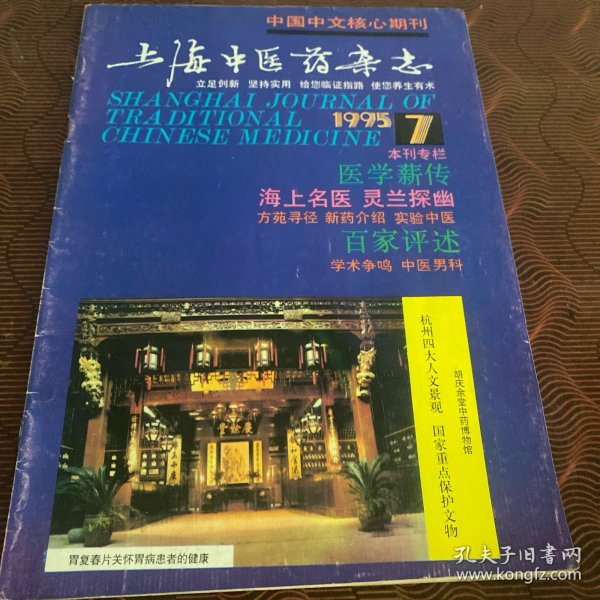 中国中文核心期刊
上海中医药杂志
立足创新 坚持实用 给您临证指路 使您养生有术
SHANGHAI JOURNAL OF
TRADITIONAL
CHINESE MEDICINE
1995 7
本刊专栏
医学薪传
海上名医 灵兰探幽
方苑寻径 新药介绍 实验中医
百家评述
学术争鸣 中医男科
杭州四大人文景观 国家重点保护文物
胡庆余堂中药博物馆
胃复春片关怀胃病患者的健康
孔夫子旧书网
www.kongfz.com